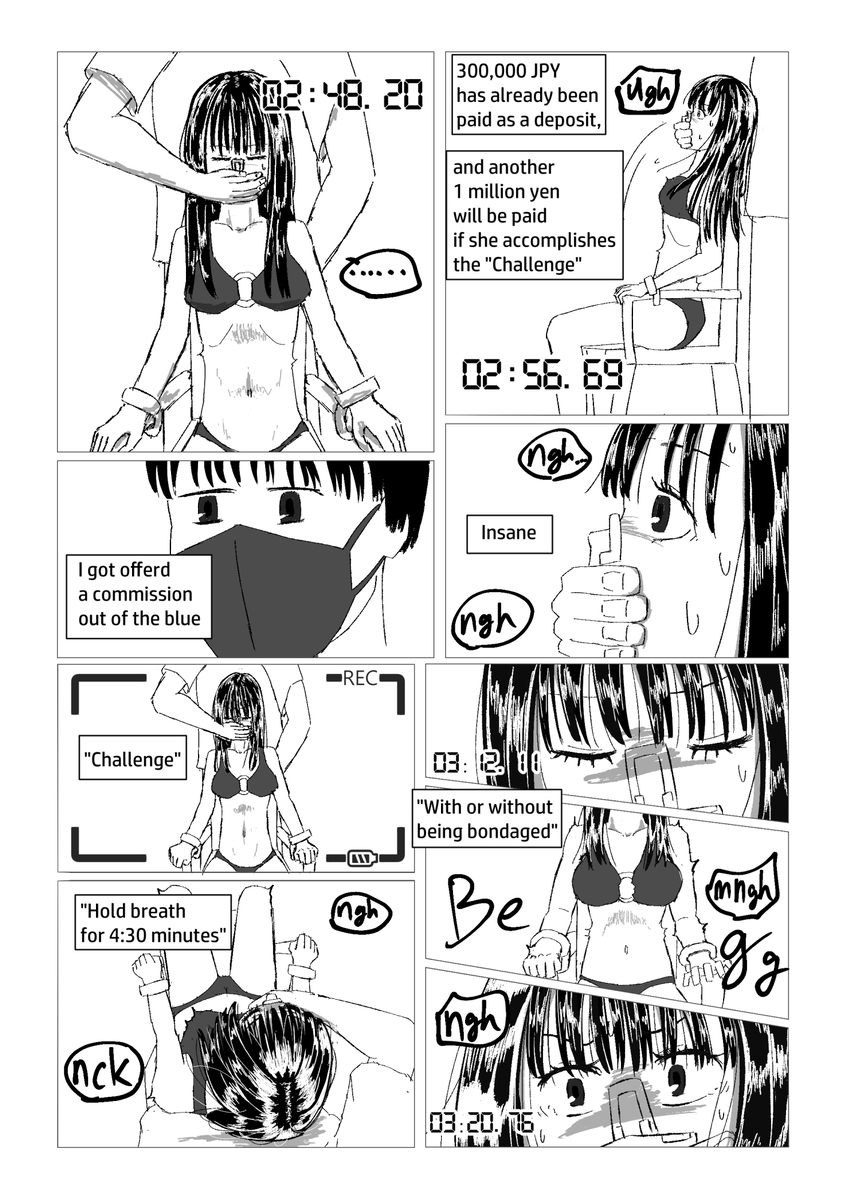 02:48. 20
......
300,000 JPY
has already been
paid as a deposit,
Ugh
and another
1 million yen
will be paid
if she accomplishes
the "Challenge"
02:56. 69
I got offerd
a commission
out of the blue
ngh...
Insane
ngh
REC
"Challenge"
03:12. 11
"With or without
being bondaged"
Be
mngh
gg
"Hold breath
for 4:30 minutes"
ngh
nck
ngh
03:20. 76